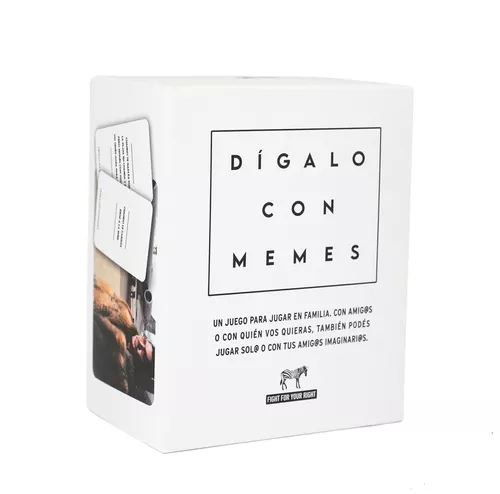 DÍGALO
CON
MEMES
UN JUEGO PARA JUGAR EN FAMILIA, CON AMIG@S
O CON QUIÉN VOS QUIERAS, TAMBIÉN PODÉS
JUGAR SOL@ O CON TUS AMIG@S IMAGINARI@S.
FIGHT FOR YOUR RIGHT